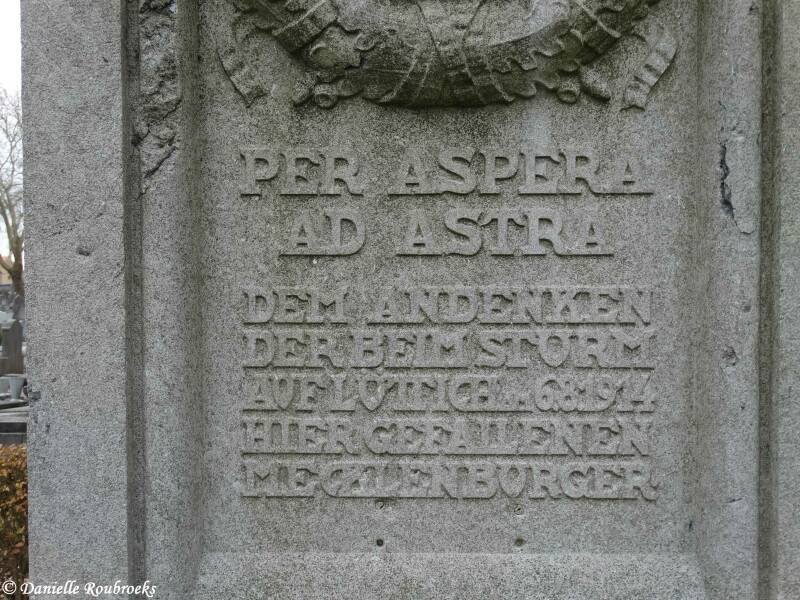 PER ASPERA
AD ASTRA
DEM ANDENKEN
DER BEIM STURM
AUF LÜTTICH AM 6.8.1914
HIER GEFALLENEN
MECKLENBURGER
© Danielle Roubroeks